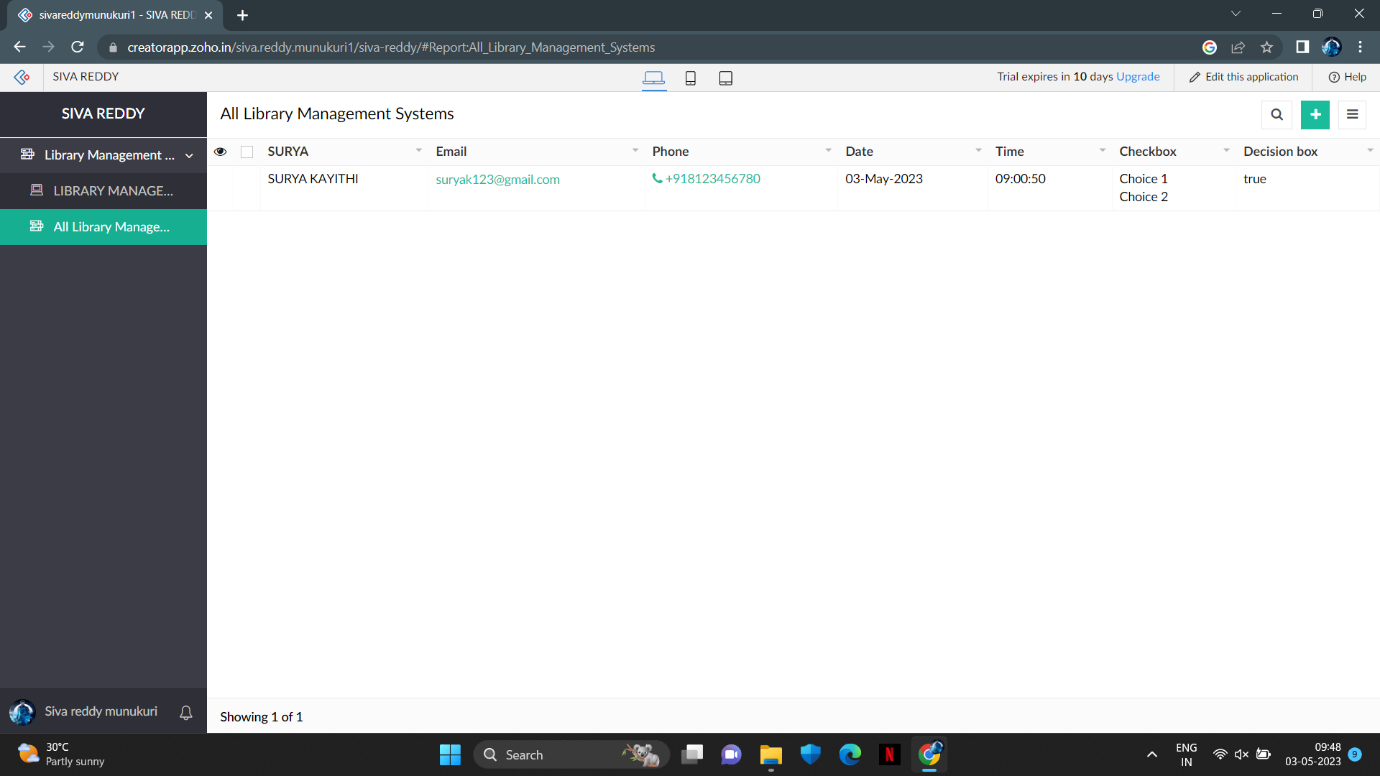 sivareddymunukuri1 - SIVA REDD
creatorapp.zoho.in/siva.reddy.munukuri1/siva-reddy/#Report:All_Library_Management_Systems
SIVA REDDY
Trial expires in 10 days Upgrade
Edit this application
Help
SIVA REDDY
All Library Management Systems
Library Management ...
LIBRARY MANAGE...
All Library Manage...
SURYA Email Phone Date Time Checkbox Decision box
SURYA KAYITHI suryak123@gmail.com +918123456780 03-May-2023 09:00:50 Choice 1 true
Choice 2
Siva reddy munukuri
Showing 1 of 1
30°C
Partly sunny
Search
N
ENG
IN
09:48
03-05-2023
9